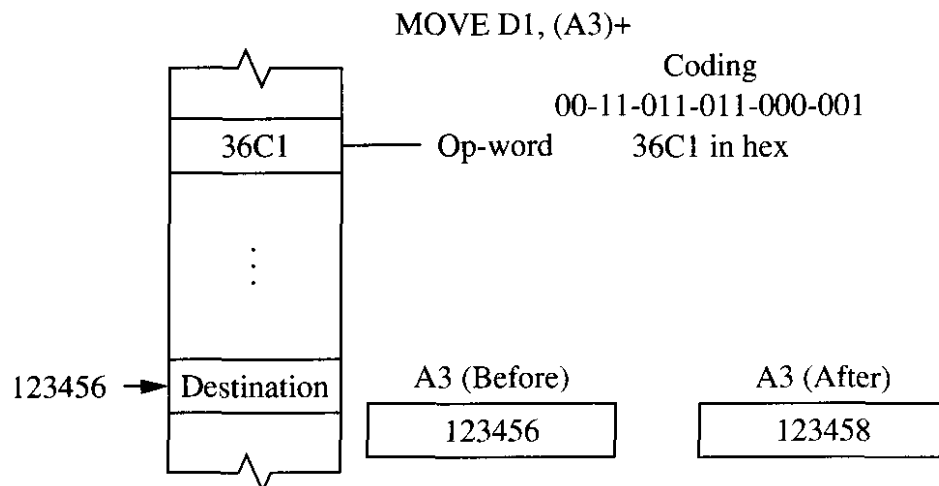 MOVE D1, (A3)+
Coding
00-11-011-011-000-001
36C1
Op-word
36C1 in hex
123456
Destination
A3 (Before)
A3 (After)
123456
123458